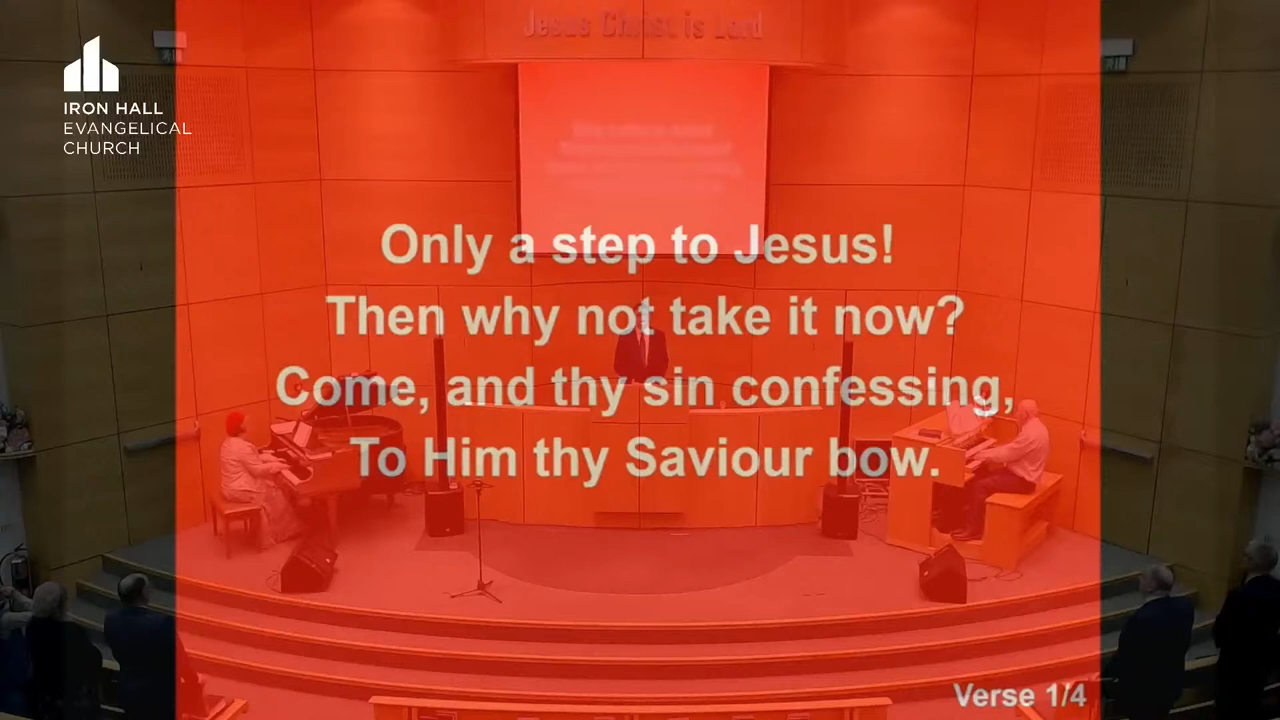 Jesus Christ is Lord
IRON HALL
EVANGELICAL
CHURCH
Only a step to Jesus!
Then why not take it now?
Come, and thy sin confessing,
To Him thy Saviour bow.
Verse 1/4